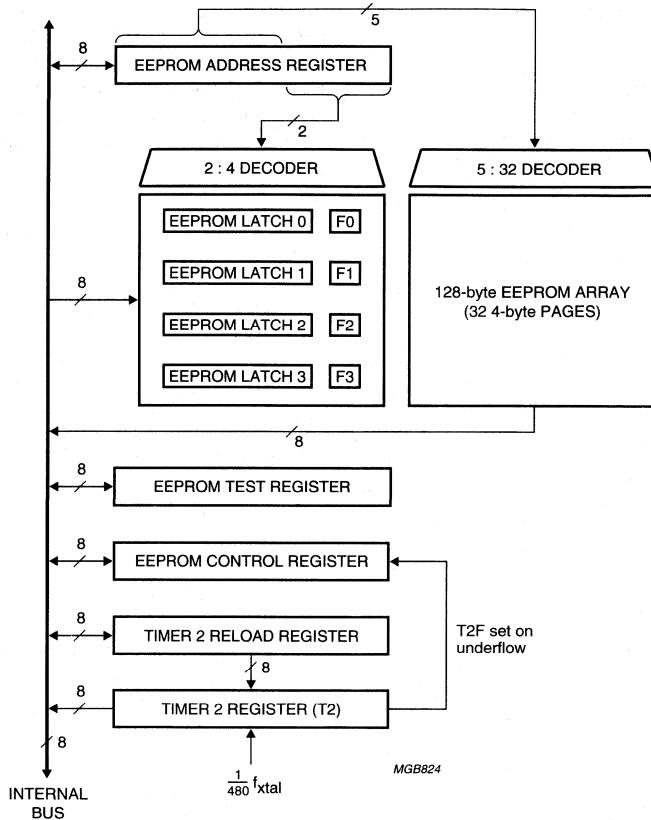 5
8
EEPROM ADDRESS REGISTER
2
2 : 4 DECODER
5 : 32 DECODER
EEPROM LATCH 0 F0
EEPROM LATCH 1 F1
8
128-byte EEPROM ARRAY
(32 4-byte PAGES)
EEPROM LATCH 2 F2
EEPROM LATCH 3 F3
8
8
EEPROM TEST REGISTER
8
EEPROM CONTROL REGISTER
8
TIMER 2 RELOAD REGISTER
T2F set on
underflow
8
8
TIMER 2 REGISTER (T2)
8
1/480 fxtal
MGB824
INTERNAL
BUS